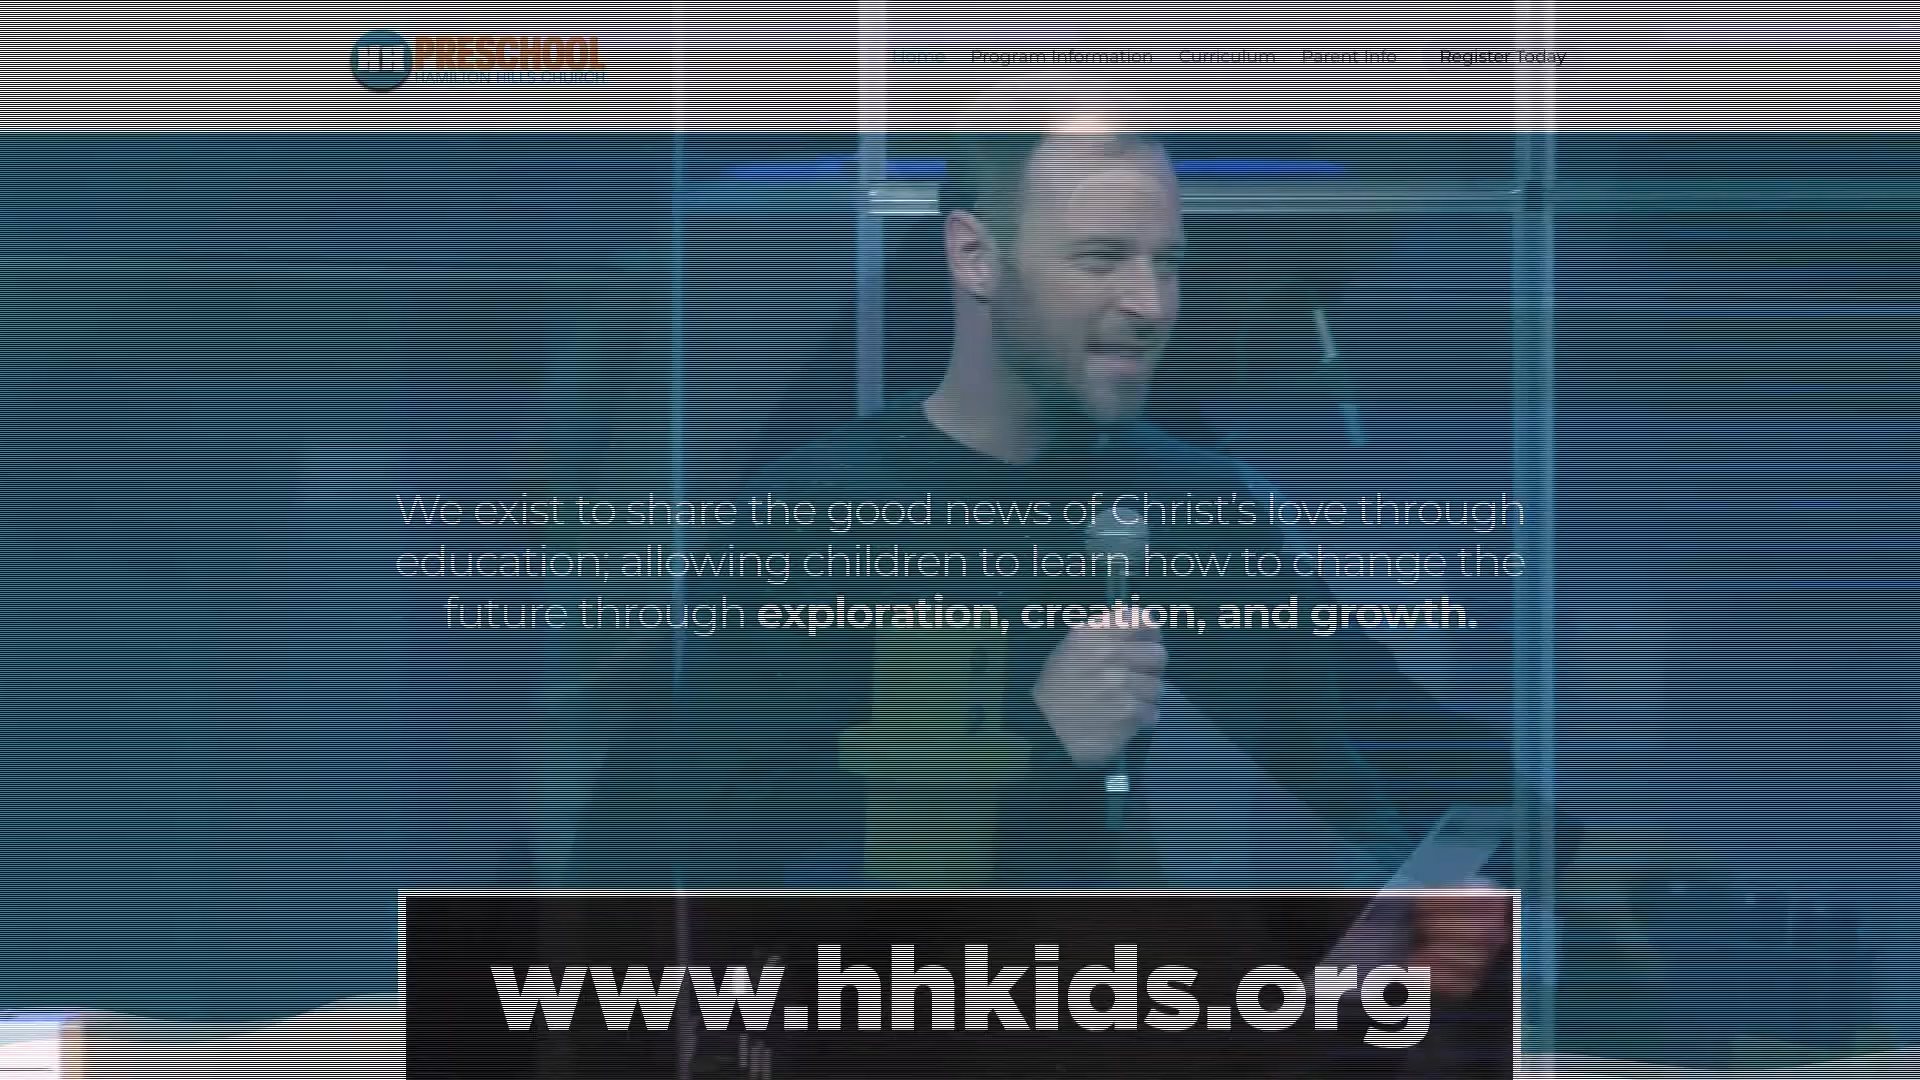 HH PRESCHOOL
HAMILTON HILLS CHURCH
Home Program Information Curriculum Parent Info Register Today
We exist to share the good news of Christ’s love through
education; allowing children to learn how to change the
future through exploration, creation, and growth.
www.hhkids.org